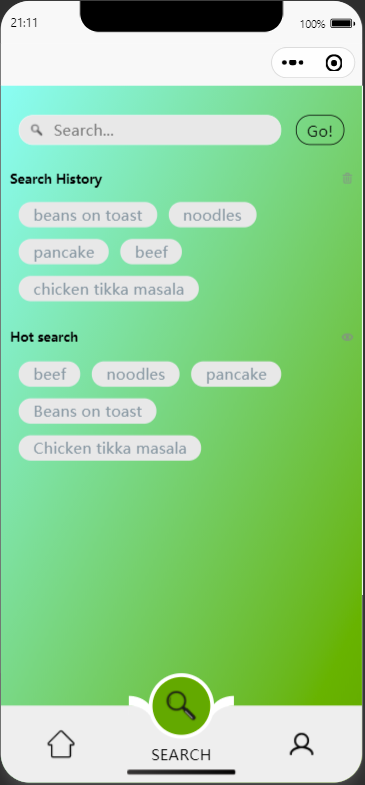 21:11 100%
Search... Go!
Search History
beans on toast noodles
pancake beef
chicken tikka masala
Hot search
beef noodles pancake
Beans on toast
Chicken tikka masala
SEARCH